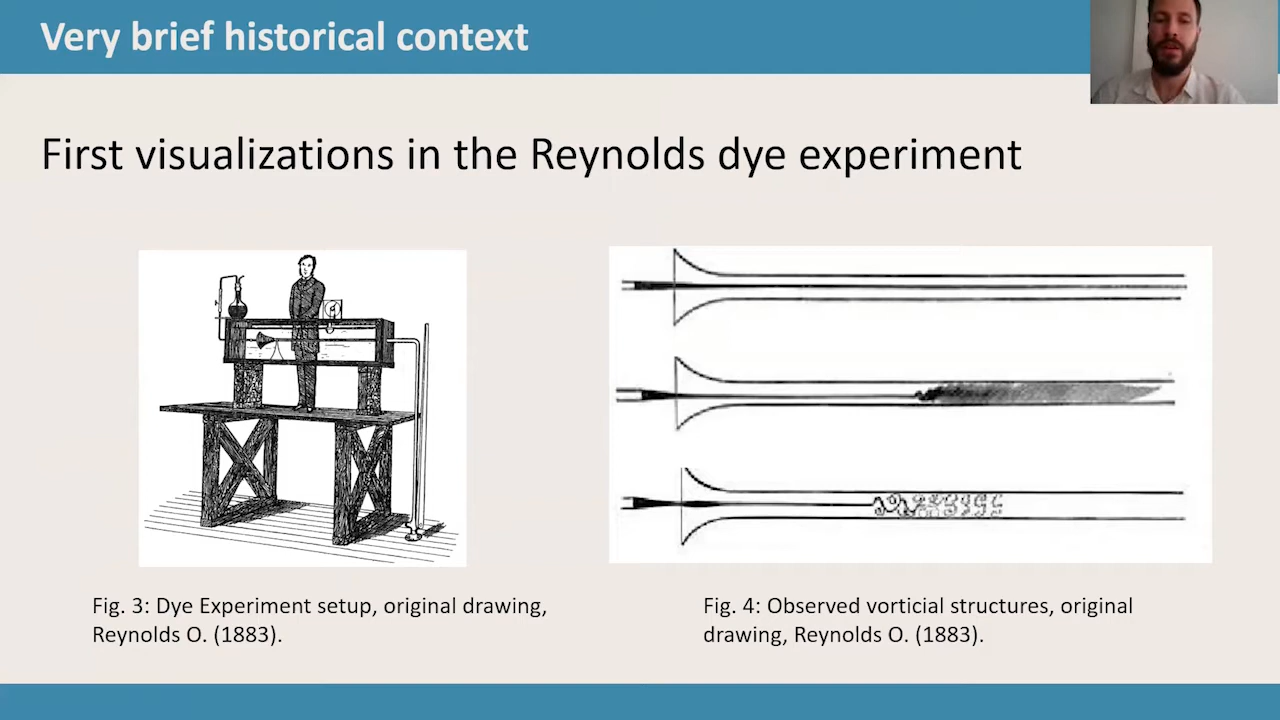 Very brief historical context
First visualizations in the Reynolds dye experiment
Fig. 3: Dye Experiment setup, original drawing,
Reynolds O. (1883).
Fig. 4: Observed vorticial structures, original
drawing, Reynolds O. (1883).